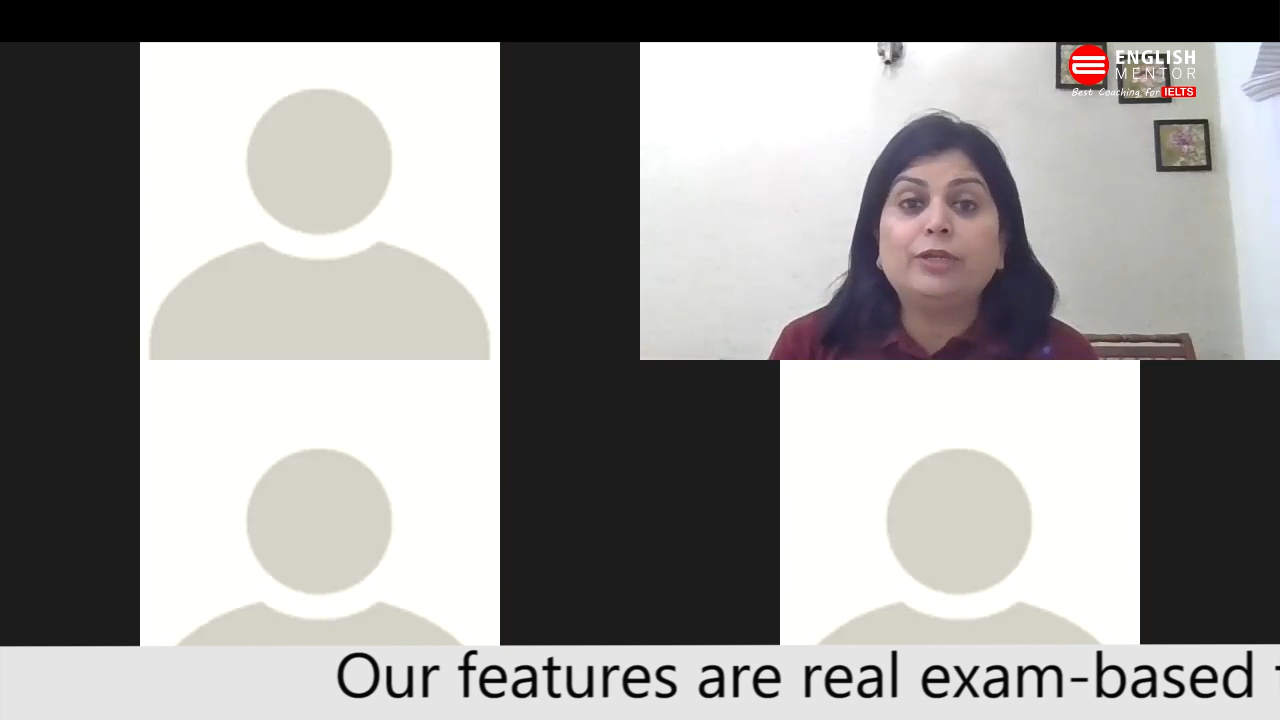 ENGLISH
MENTOR
Best Coaching for IELTS
Our features are real exam-based